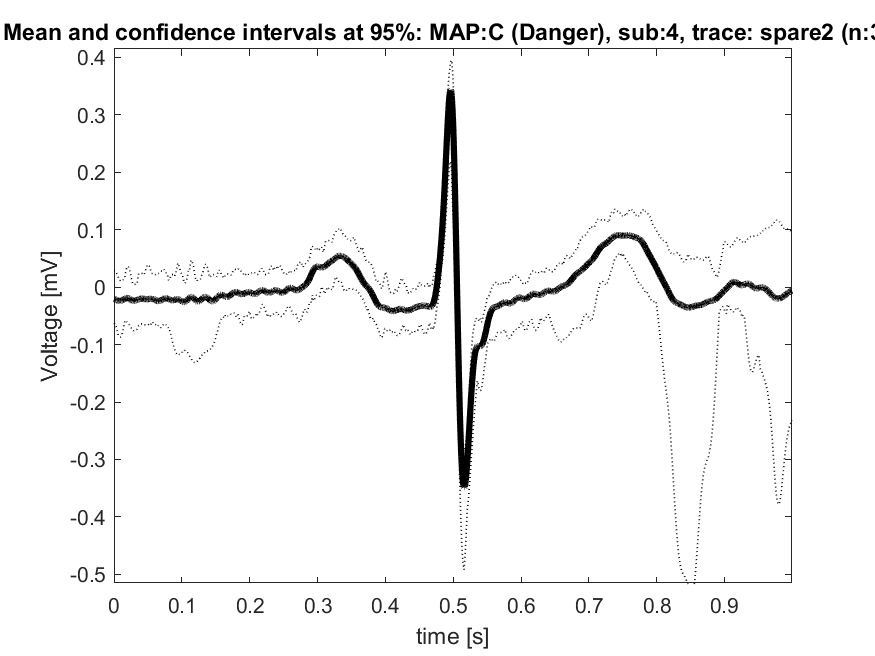 Mean and confidence intervals at 95%: MAP:C (Danger), sub:4, trace: spare2 (n:3
0.4
0.3
0.2
0.1
0
-0.1
-0.2
-0.3
-0.4
-0.5
Voltage [mV]
0 0.1 0.2 0.3 0.4 0.5 0.6 0.7 0.8 0.9
time [s]